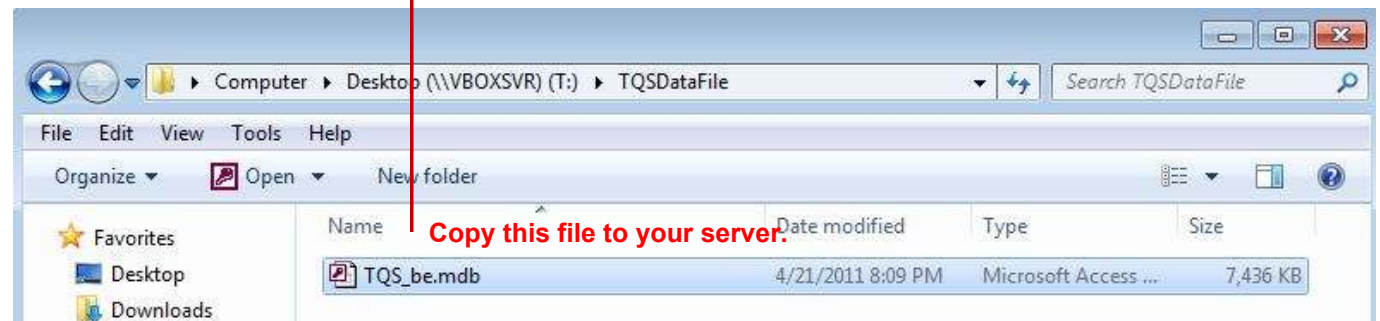 Computer ▸ Desktop (\\VBOXSVR) (T:) ▸ TQSDataFile
Search TQSDataFile
File Edit View Tools Help
Organize Open New folder
Favorites
Desktop
Downloads
Name Date modified Type Size
Copy this file to your server.
TQS_be.mdb 4/21/2011 8:09 PM Microsoft Access ... 7,436 KB